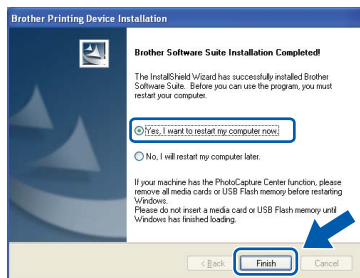 Brother Printing Device Installation
Brother Software Suite Installation Completed!
The InstallShield Wizard has successfully installed Brother
Software Suite. Before you can use the program, you must
restart your computer.
Yes, I want to restart my computer now.
No, I will restart my computer later.
If your machine has the PhotoCapture Center function, please
remove all media cards or USB Flash memory before restarting
Windows.
Please do not insert a media card or USB Flash memory until
Windows has finished loading.
< Back
Finish
Cancel